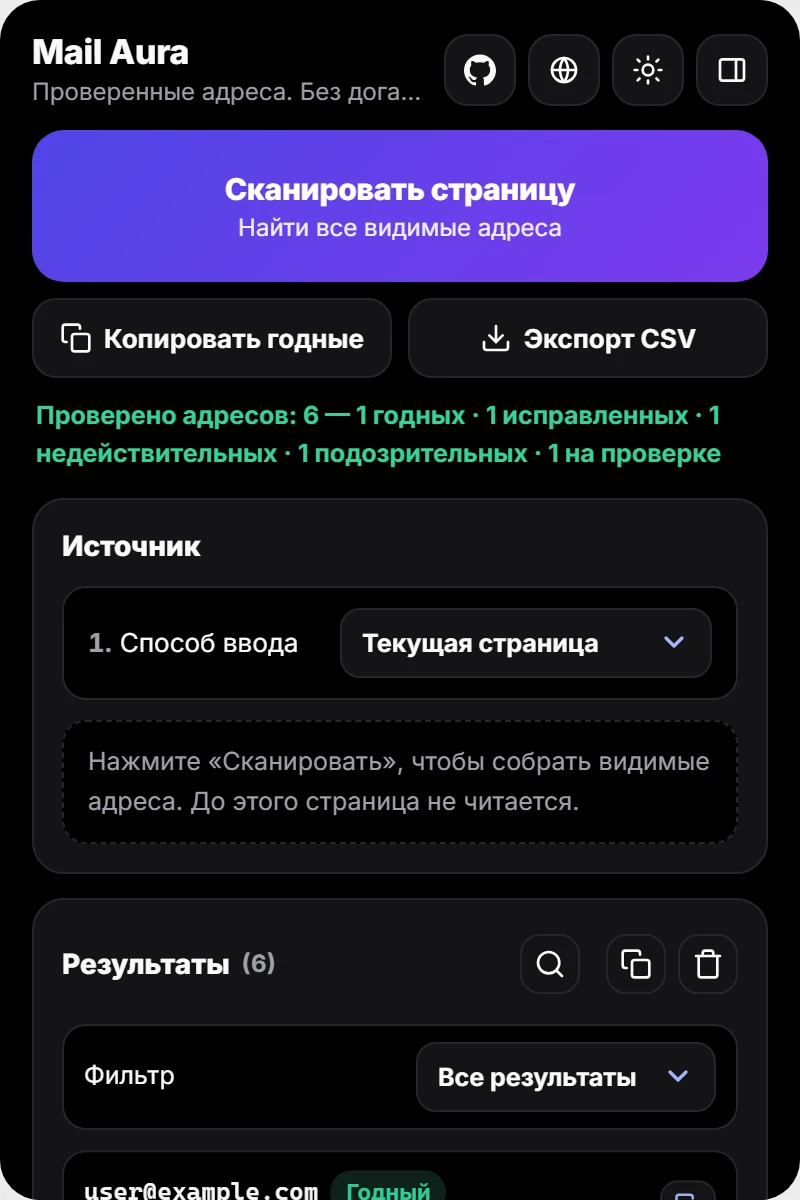 Mail Aura
Проверенные адреса. Без дога...
Сканировать страницу
Найти все видимые адреса
Копировать годные
Экспорт CSV
Проверено адресов: 6 — 1 годных · 1 исправленных · 1
недействительных · 1 подозрительных · 1 на проверке
Источник
1. Способ ввода
Текущая страница
Нажмите «Сканировать», чтобы собрать видимые
адреса. До этого страница не читается.
Результаты (6)
Фильтр
Все результаты
user@example.com Годный